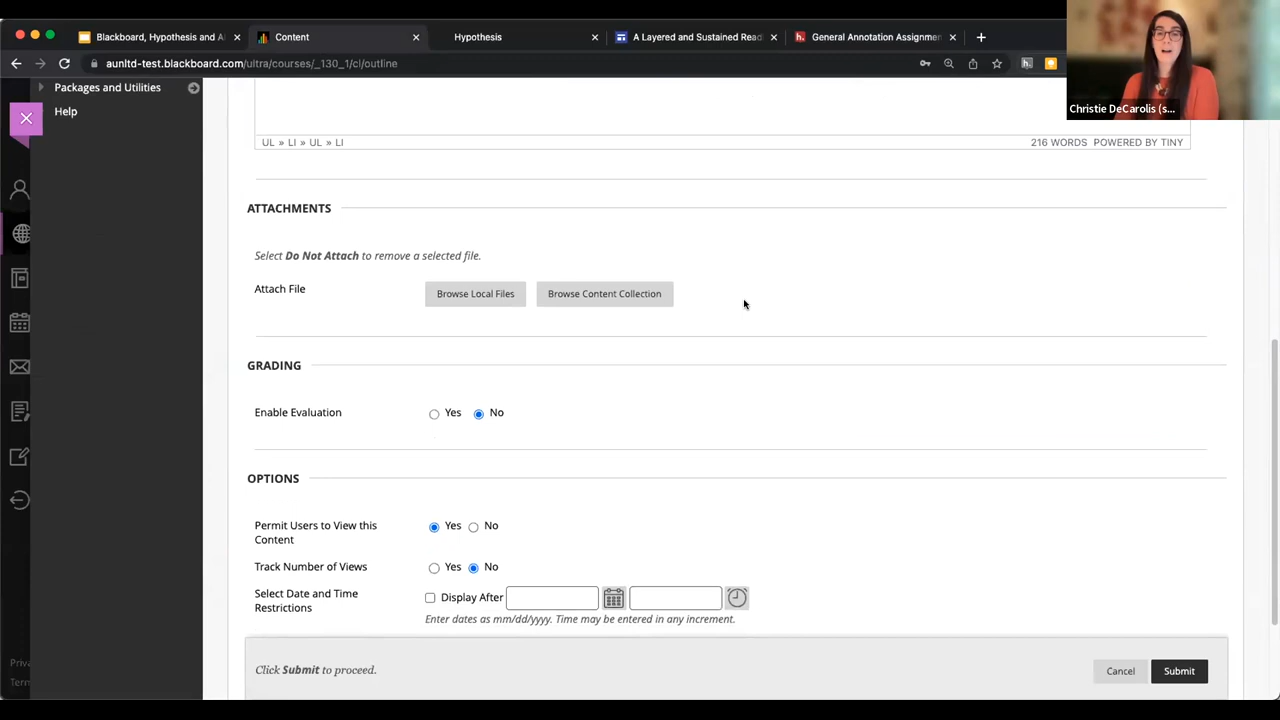 Blackboard, Hypothesis and A
Content
Hypothesis
A Layered and Sustained Readi
General Annotation Assignmen
aunltd-test.blackboard.com/ultra/courses/_130_1/cl/outline
Christie DeCarolis (s...
Packages and Utilities
Help
UL » LI » UL » LI
216 WORDS POWERED BY TINY
ATTACHMENTS
Select Do Not Attach to remove a selected file.
Attach File
Browse Local Files
Browse Content Collection
GRADING
Enable Evaluation
Yes
No
OPTIONS
Permit Users to View this
Content
Yes
No
Track Number of Views
Yes
No
Select Date and Time
Restrictions
Display After
Enter dates as mm/dd/yyyy. Time may be entered in any increment.
Priva
Term
Click Submit to proceed.
Cancel
Submit